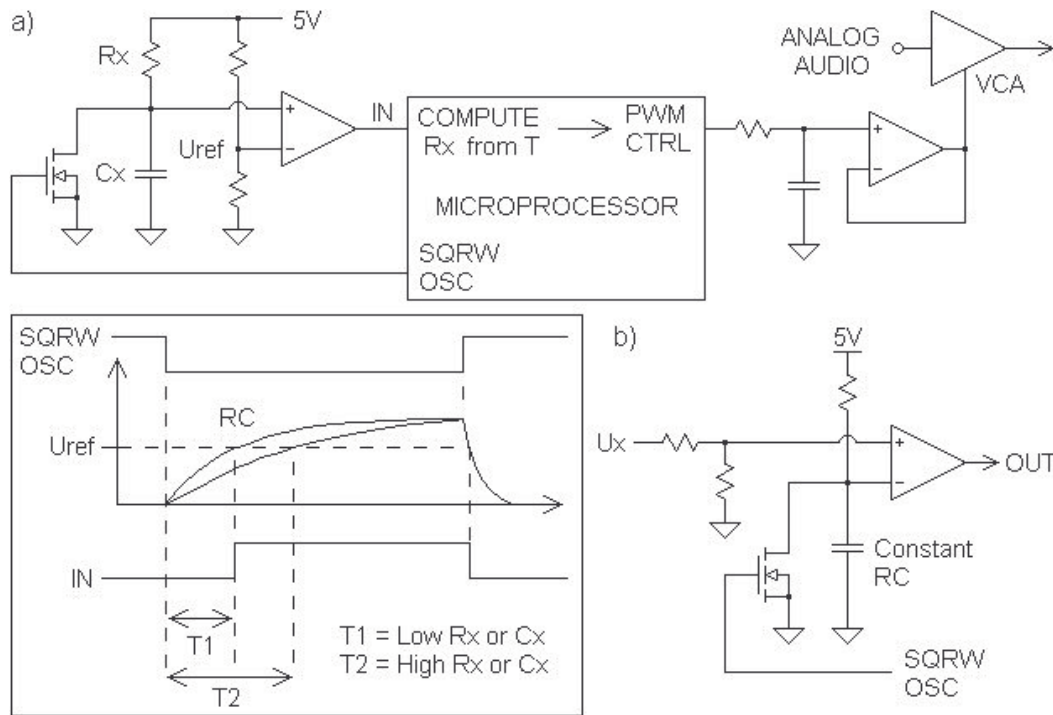 a)
5V
Rx
Uref
Cx
+
−
IN
COMPUTE
Rx from T
PWM
CTRL
MICROPROCESSOR
SQRW
OSC
ANALOG
AUDIO
VCA
+
−
SQRW
OSC
RC
Uref
IN
T1
T2
T1 = Low Rx or Cx
T2 = High Rx or Cx
b)
5V
Ux
+
−
OUT
Constant
RC
SQRW
OSC